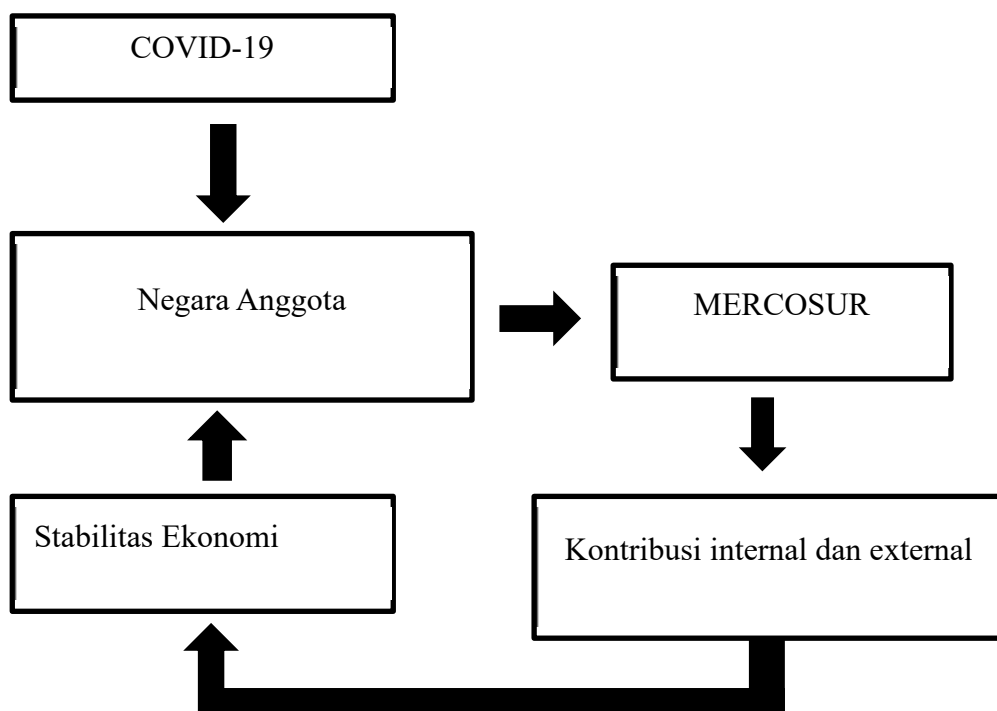 COVID-19
Negara Anggota
MERCOSUR
Stabilitas Ekonomi
Kontribusi internal dan external